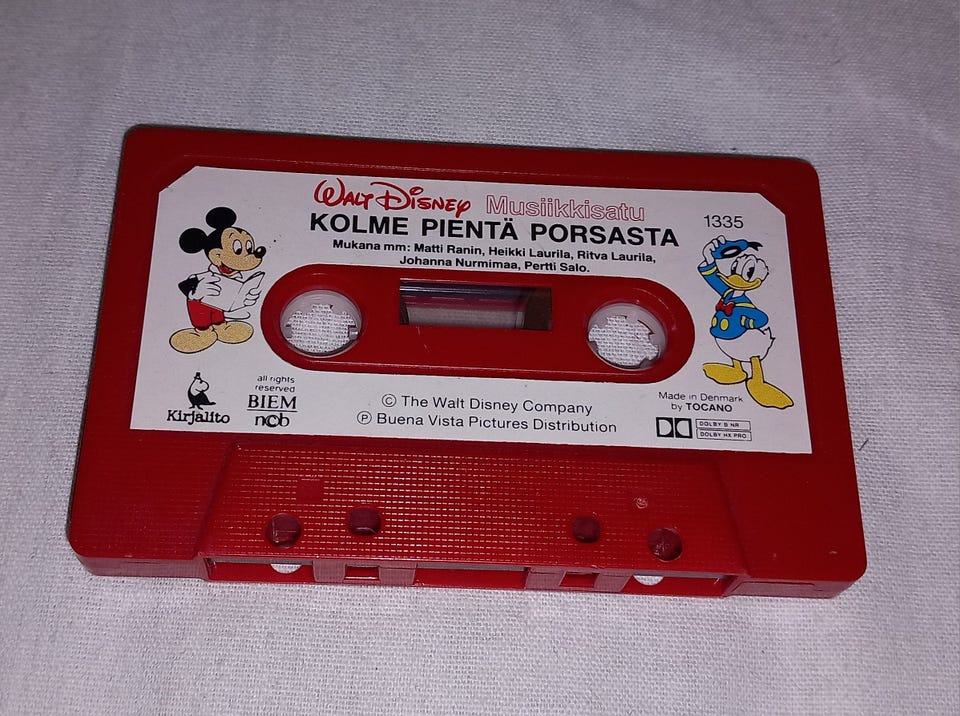 WALT DISNEY Musiikkisatu
KOLME PIENTÄ PORSASTA
1335
Mukana mm: Matti Ranin, Heikki Laurila, Ritva Laurila,
Johanna Nurmimaa, Pertti Salo.
Kirjalito
all rights
reserved
BIEM
ncb
© The Walt Disney Company
℗ Buena Vista Pictures Distribution
Made in Denmark
by TOCANO
DOLBY B NR
DOLBY HX PRO